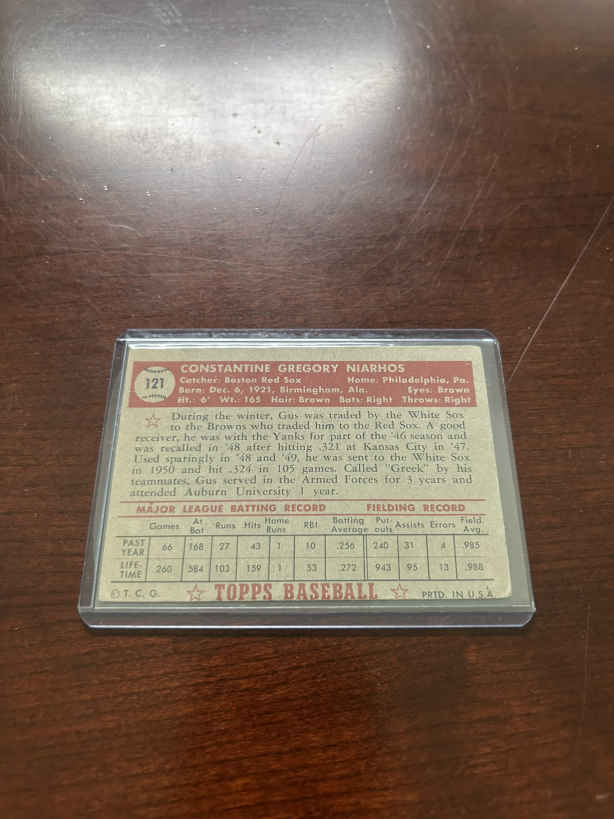 121
CONSTANTINE GREGORY NIARHOS
Catcher: Boston Red Sox Home: Philadelphia, Pa.
Born: Dec. 6, 1921, Birmingham, Ala. Eyes: Brown
Ht.: 6' Wt.: 165 Hair: Brown Bats: Right Throws: Right
During the winter, Gus was traded by the White Sox
to the Browns who traded him to the Red Sox. A good
receiver, he was with the Yanks for part of the '46 season and
was recalled in '48 after hitting .321 at Kansas City in '47.
Used sparingly in '48 and '49, he was sent to the White Sox
in 1950 and hit .324 in 105 games. Called "Greek" by his
teammates, Gus served in the Armed Forces for 3 years and
attended Auburn University 1 year.
MAJOR LEAGUE BATTING RECORD FIELDING RECORD
Games At Bat Runs Hits Home Runs RBI Batting Average Put-outs Assists Errors Field. Avg.
PAST YEAR 66 168 27 43 1 10 .256 240 31 4 .985
LIFE-TIME 260 584 103 159 1 53 .272 943 95 13 .988
© T. C. G. TOPPS BASEBALL PRTD. IN U.S.A.